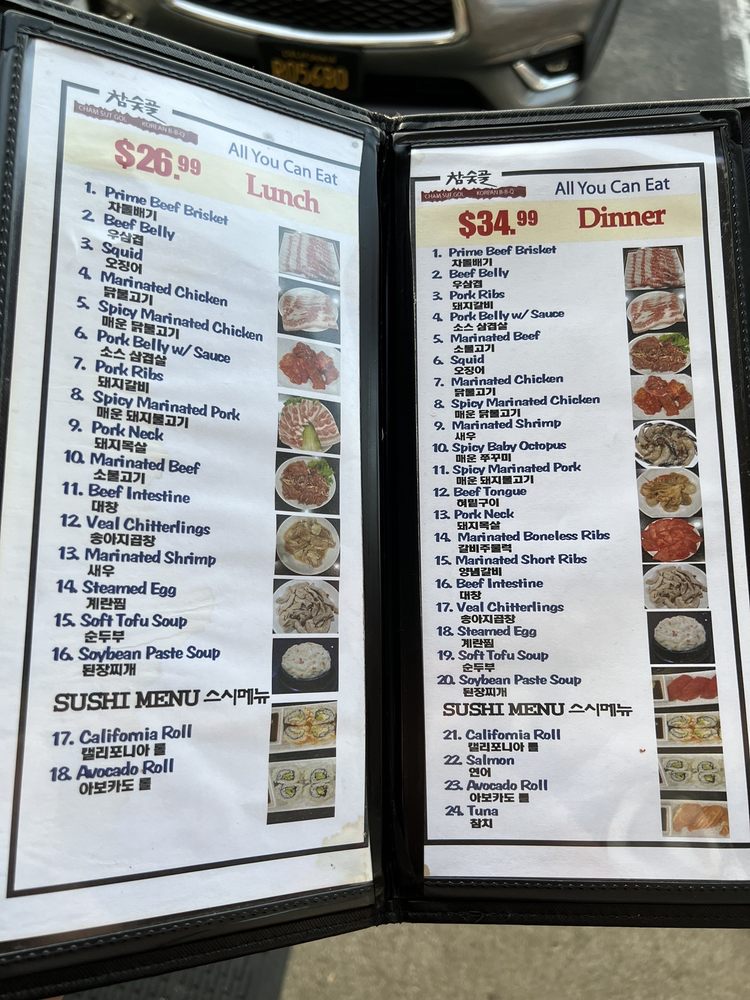 참숯골
CHAM SUT GOL KOREAN B-B-Q
All You Can Eat
$26.99 Lunch
1. Prime Beef Brisket
차돌배기
2. Beef Belly
우삼겹
3. Squid
오징어
4. Marinated Chicken
닭불고기
5. Spicy Marinated Chicken
매운 닭불고기
6. Pork Belly w/ Sauce
소스 삼겹살
7. Pork Ribs
돼지갈비
8. Spicy Marinated Pork
매운 돼지불고기
9. Pork Neck
돼지목살
10. Marinated Beef
소불고기
11. Beef Intestine
대창
12. Veal Chitterlings
송아지곱창
13. Marinated Shrimp
새우
14. Steamed Egg
계란찜
15. Soft Tofu Soup
순두부
16. Soybean Paste Soup
된장찌개
SUSHI MENU 스시메뉴
17. California Roll
캘리포니아 롤
18. Avocado Roll
아보카도 롤
참숯골
CHAM SUT GOL KOREAN B-B-Q
All You Can Eat
$34.99 Dinner
1. Prime Beef Brisket
차돌배기
2. Beef Belly
우삼겹
3. Pork Ribs
돼지갈비
4. Pork Belly w/ Sauce
소스 삼겹살
5. Marinated Beef
소불고기
6. Squid
오징어
7. Marinated Chicken
닭불고기
8. Spicy Marinated Chicken
매운 닭불고기
9. Marinated Shrimp
새우
10. Spicy Baby Octopus
매운 쭈꾸미
11. Spicy Marinated Pork
매운 돼지불고기
12. Beef Tongue
혀밑구이
13. Pork Neck
돼지목살
14. Marinated Boneless Ribs
갈비주물럭
15. Marinated Short Ribs
양념갈비
16. Beef Intestine
대창
17. Veal Chitterlings
송아지곱창
18. Steamed Egg
계란찜
19. Soft Tofu Soup
순두부
20. Soybean Paste Soup
된장찌개
SUSHI MENU 스시메뉴
21. California Roll
캘리포니아 롤
22. Salmon
연어
23. Avocado Roll
아보카도 롤
24. Tuna
참치